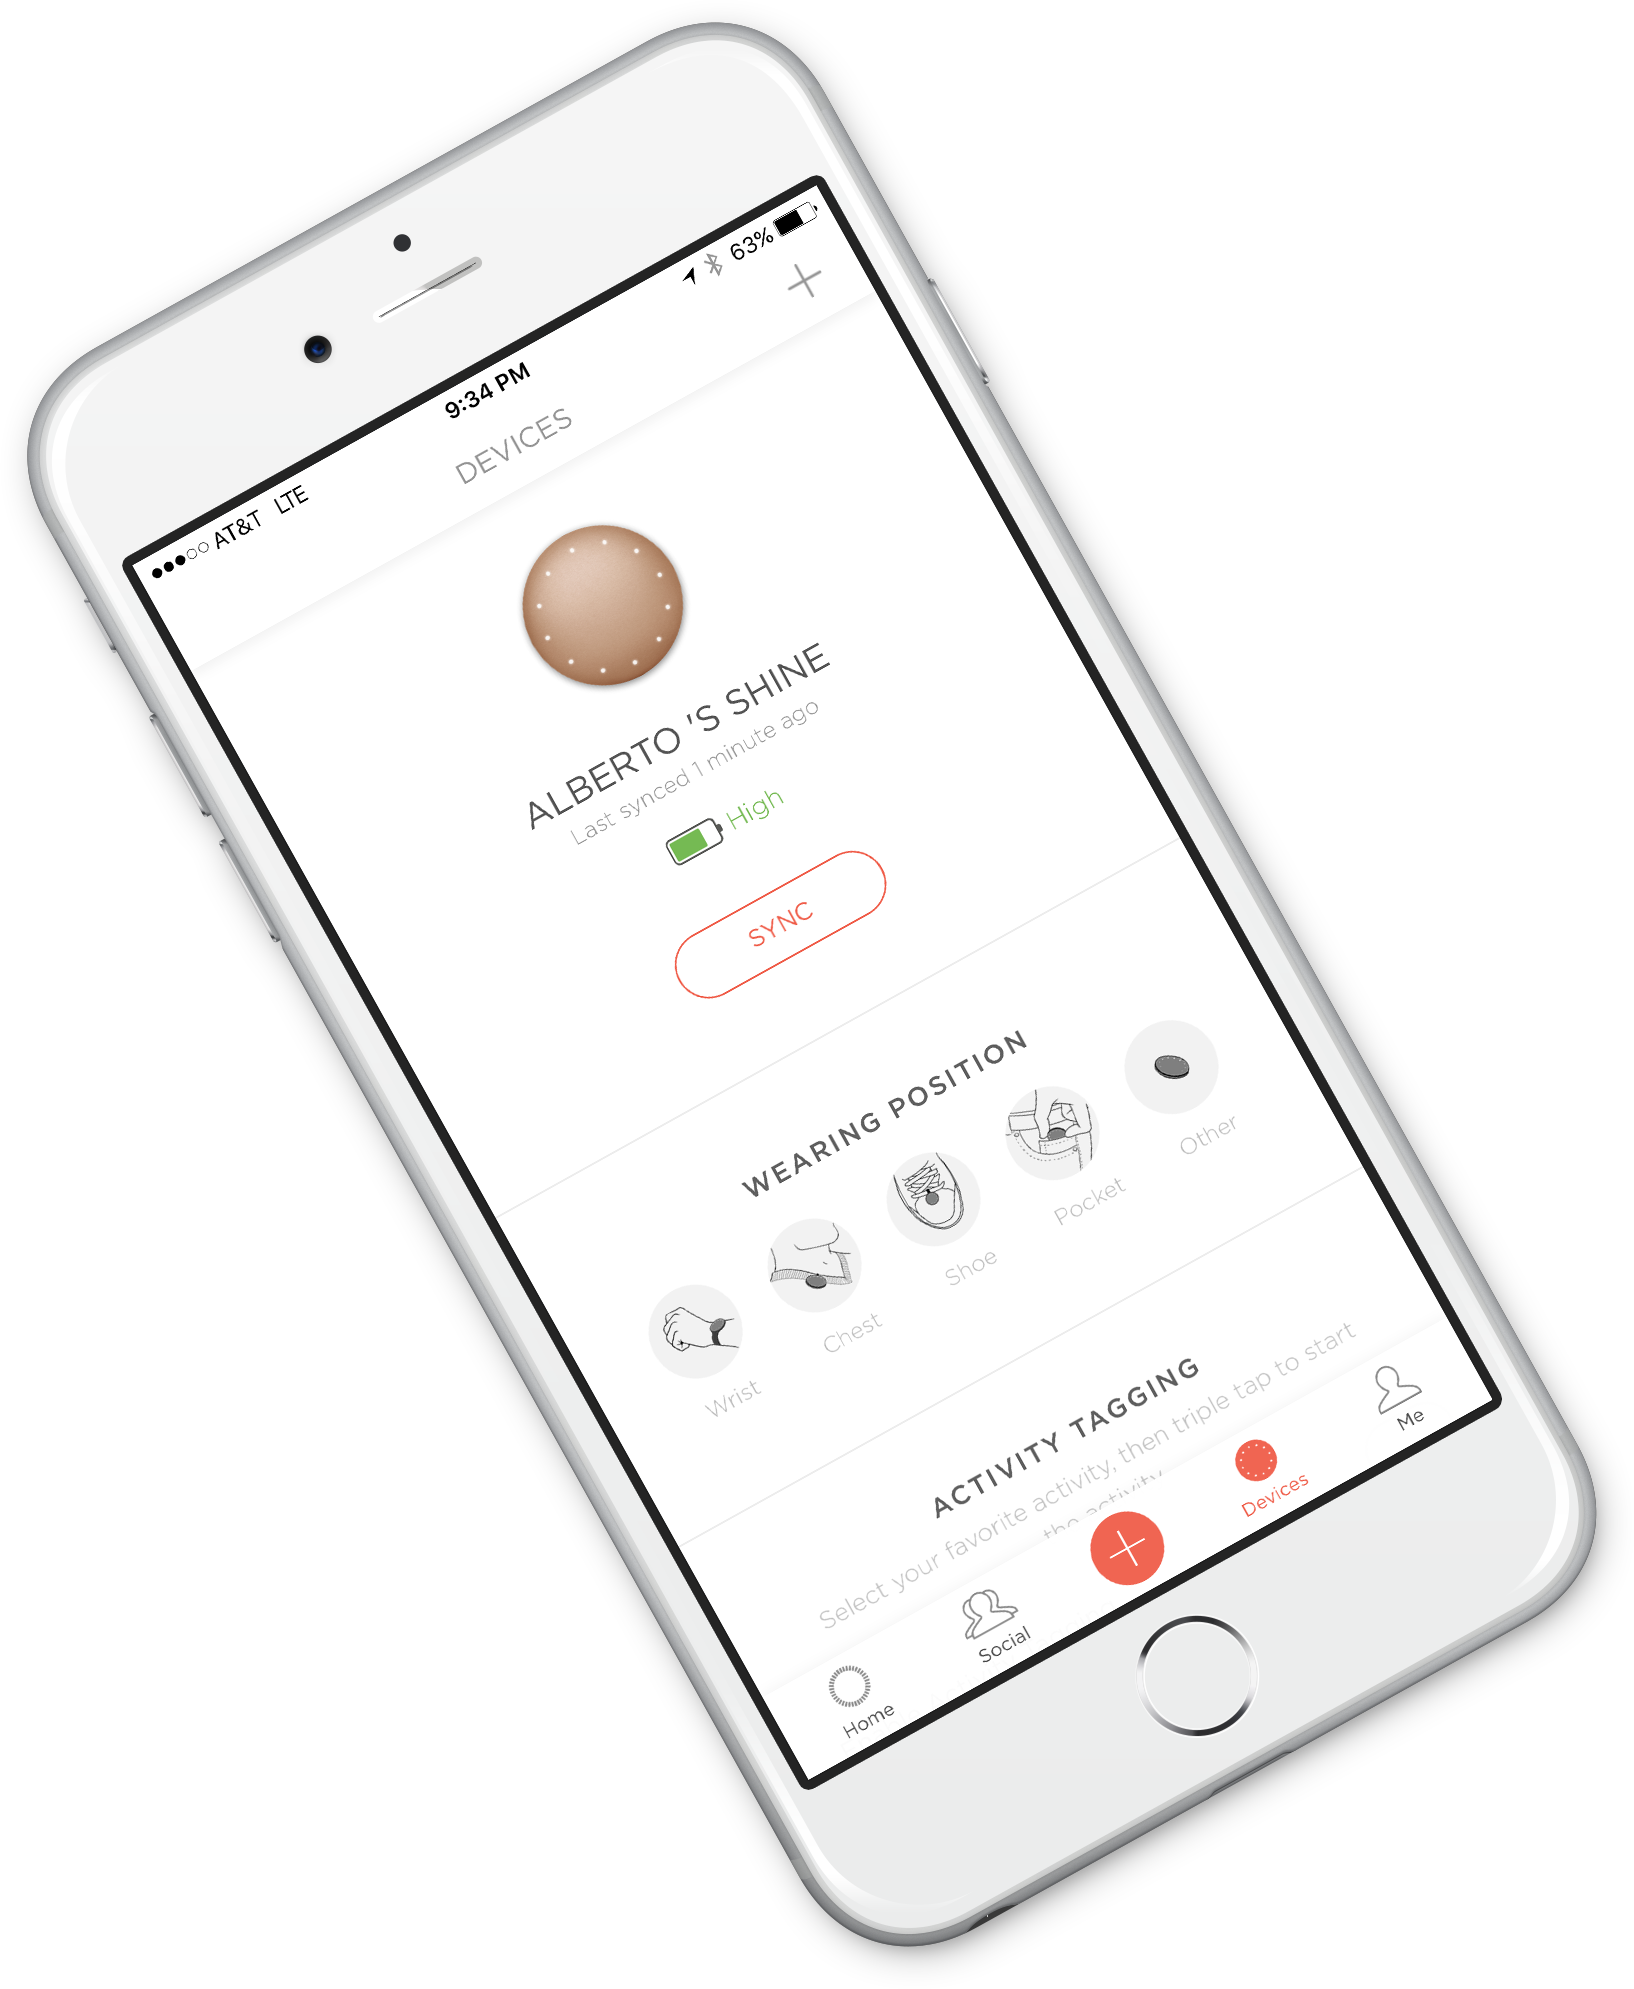 AT&T LTE
9:34 PM
63%
DEVICES
ALBERTO 'S SHINE
Last synced 1 minute ago
High
SYNC
WEARING POSITION
Wrist
Chest
Shoe
Pocket
Other
ACTIVITY TAGGING
Select your favorite activity, then triple tap to start
the activity
Home
Social
Devices
Me